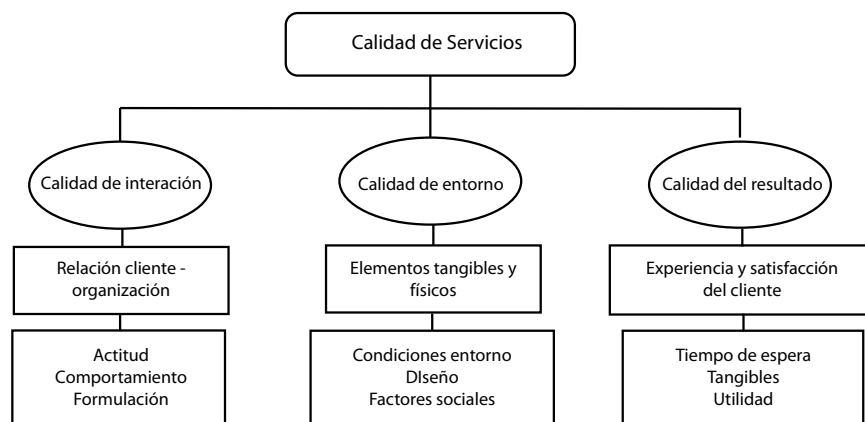 Calidad de Servicios
Calidad de interación
Calidad de entorno
Calidad del resultado
Relación cliente -
organización
Elementos tangibles y
físicos
Experiencia y satisfacción
del cliente
Actitud
Comportamiento
Formulación
Condiciones entorno
DIseño
Factores sociales
Tiempo de espera
Tangibles
Utilidad